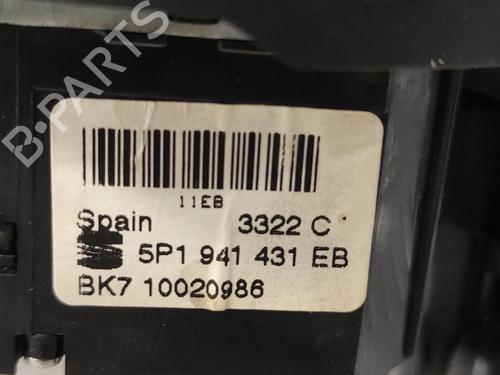 B-PARTS
11EB
Spain 3322 C
5P1 941 431 EB
BK7 10020986